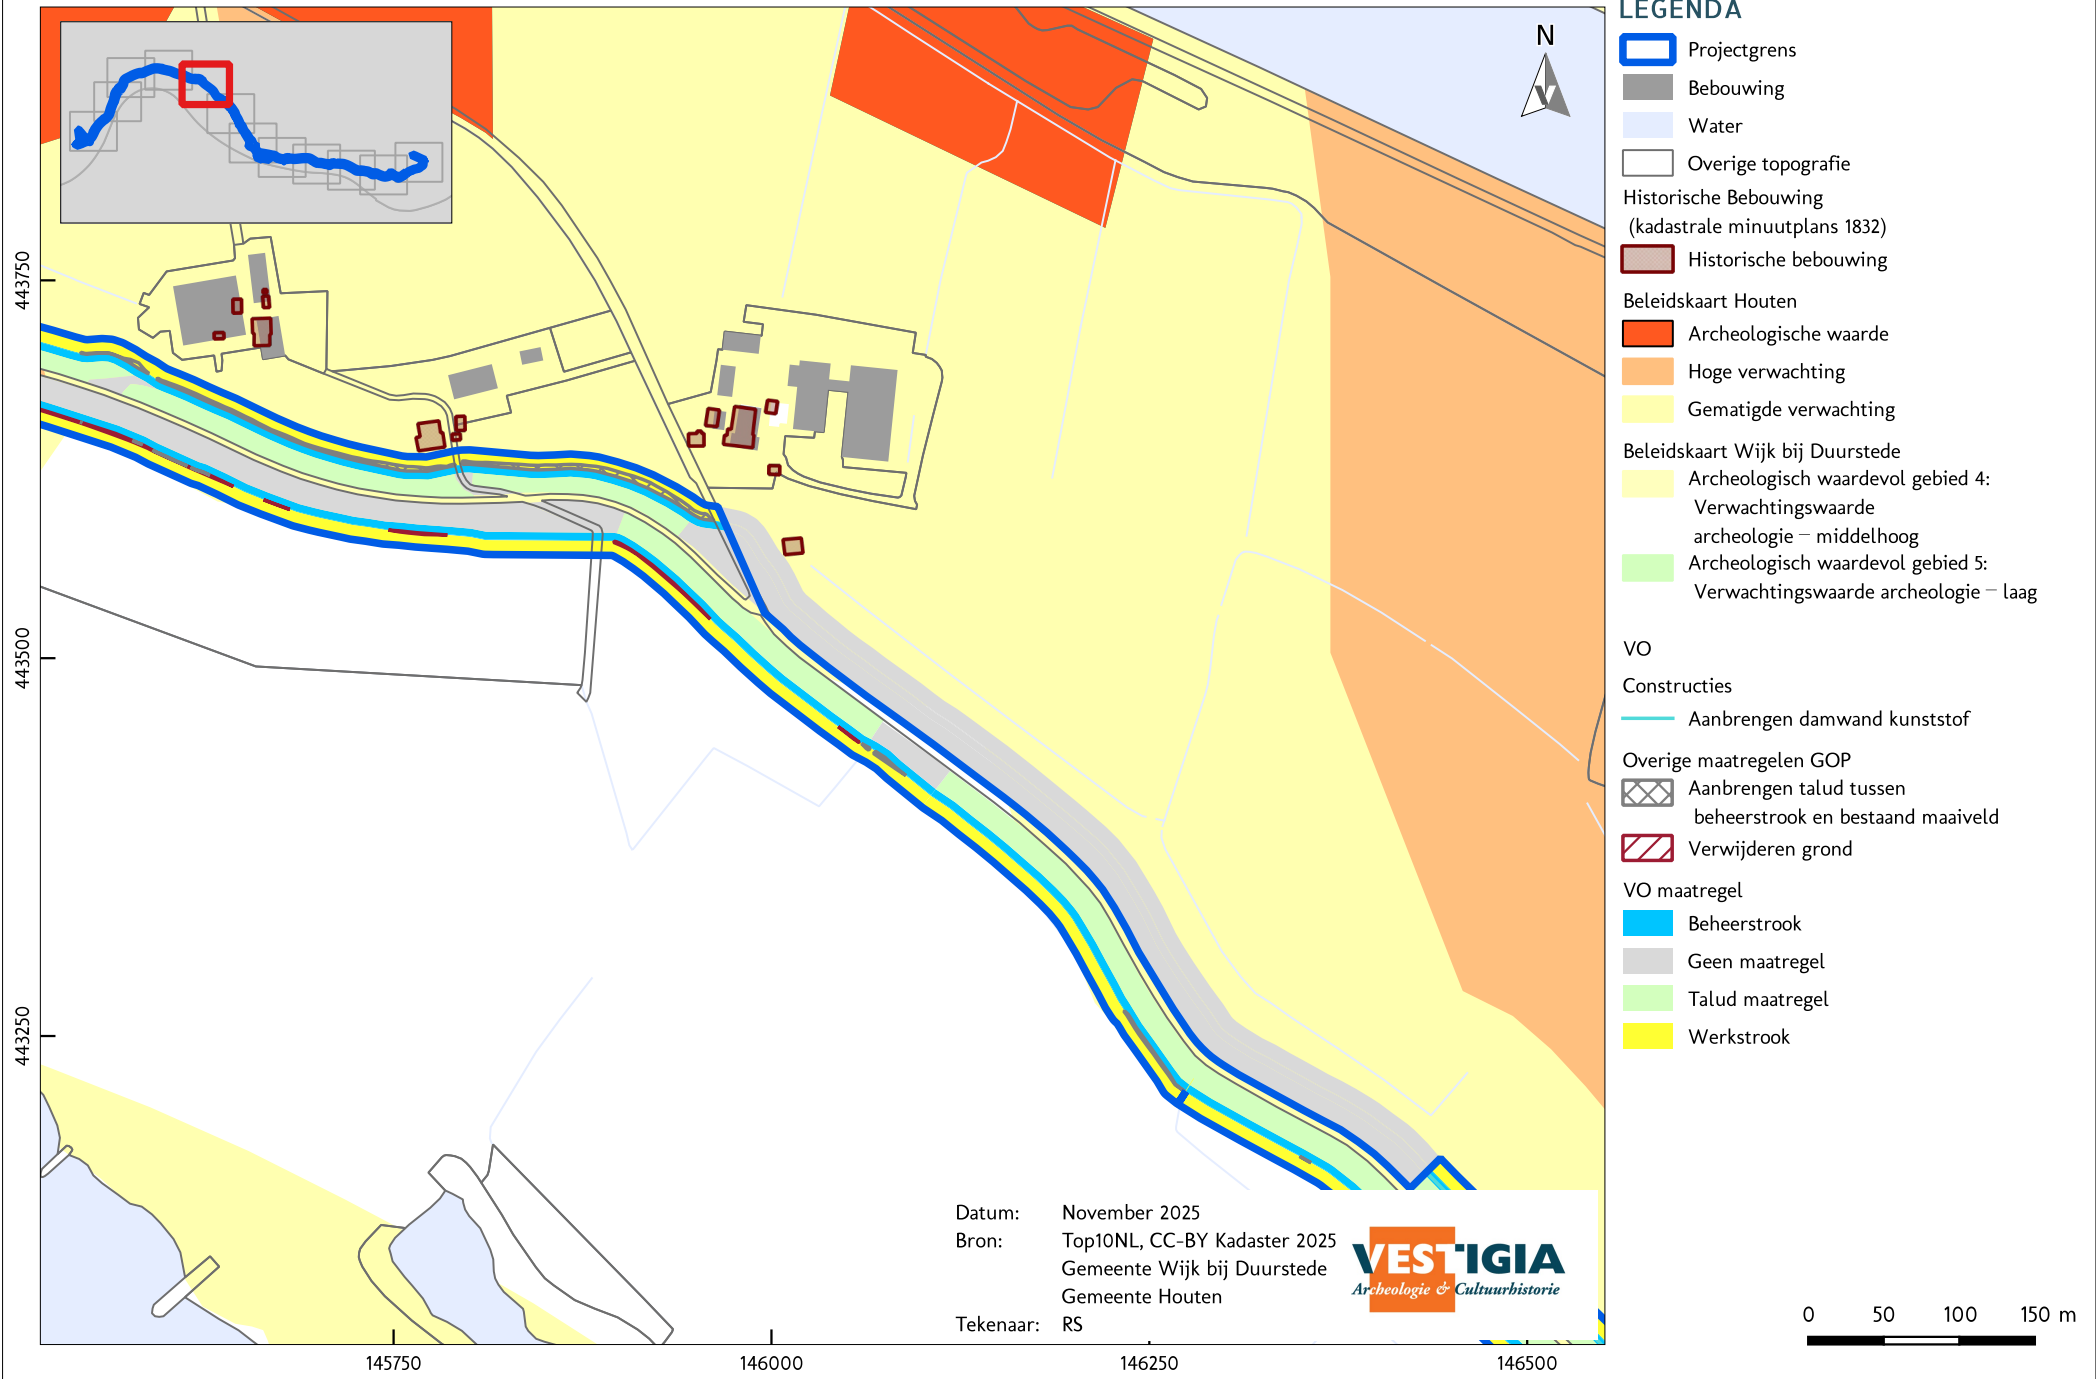 LEGENDA
Projectgrens
Bebouwing
Water
Overige topografie
Historische Bebouwing
(kadastrale minuutplans 1832)
Historische bebouwing
Beleidskaart Houten
Archeologische waarde
Hoge verwachting
Gematigde verwachting
Beleidskaart Wijk bij Duurstede
Archeologisch waardevol gebied 4:
Verwachtingswaarde
archeologie – middelhoog
Archeologisch waardevol gebied 5:
Verwachtingswaarde archeologie – laag
VO
Constructies
Aanbrengen damwand kunststof
Overige maatregelen GOP
Aanbrengen talud tussen
beheerstrook en bestaand maaiveld
Verwijderen grond
VO maatregel
Beheerstrook
Geen maatregel
Talud maatregel
Werkstrook
N
443750
443500
443250
145750
146000
146250
146500
Datum: November 2025
Bron: Top10NL, CC-BY Kadaster 2025
Gemeente Wijk bij Duurstede
Gemeente Houten
Tekenaar: RS
VESTIGIA
Archeologie & Cultuurhistorie
0 50 100 150 m